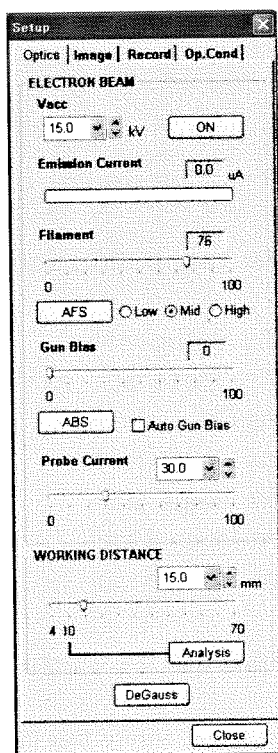 Setup
Optics Image Record Op.Cond
ELECTRON BEAM
Vacc
15.0 kV ON
Emission Current 0.0 uA
Filament 76
0 100
AFS Low Mid High
Gun Bias 0
0 100
ABS Auto Gun Bias
Probe Current 30.0
0 100
WORKING DISTANCE
15.0 mm
4 10 70
Analysis
DeGauss
Close